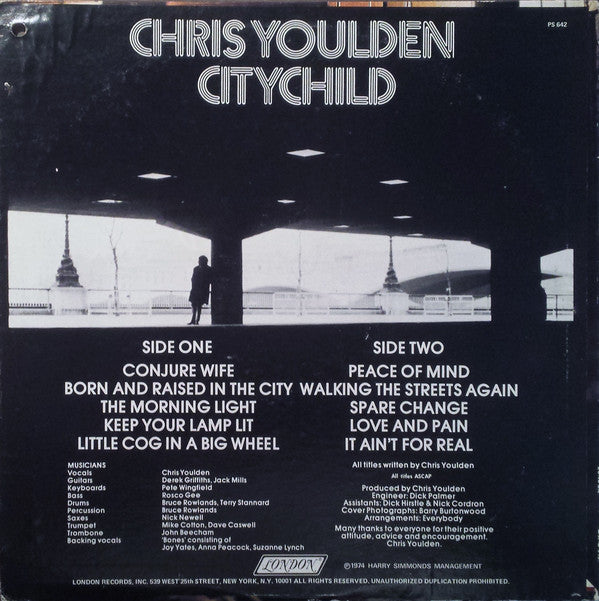 PS 642
CHRIS YOULDEN
CITYCHILD
SIDE ONE
CONJURE WIFE
BORN AND RAISED IN THE CITY
THE MORNING LIGHT
KEEP YOUR LAMP LIT
LITTLE COG IN A BIG WHEEL
SIDE TWO
PEACE OF MIND
WALKING THE STREETS AGAIN
SPARE CHANGE
LOVE AND PAIN
IT AIN'T FOR REAL
MUSICIANS
Vocals Chris Youlden
Guitars Derek Griffiths, Jack Mills
Keyboards Pete Wingfield
Bass Rosco Gee
Drums Bruce Rowlands, Terry Stannard
Percussion Bruce Rowlands
Saxes Nick Newell
Trumpet Mike Cotton, Dave Caswell
Trombone John Beecham
Backing vocals 'Bones' consisting of
Joy Yates, Anna Peacock, Suzanne Lynch
All titles written by Chris Youlden
All titles ASCAP
Produced by Chris Youlden
Engineer: Dick Palmer
Assistants: Dick Hirstle & Nick Cardron
Cover Photographs: Barry Burtonwood
Arrangements: Everybody
Many thanks to everyone for their positive
attitude, advice and encouragement.
Chris Youlden.
LONDON
©1974 HARRY SIMMONDS MANAGEMENT
LONDON RECORDS, INC, 539 WEST 25th STREET, NEW YORK, N.Y. 10001 ALL RIGHTS RESERVED. UNAUTHORIZED DUPLICATION PROHIBITED.